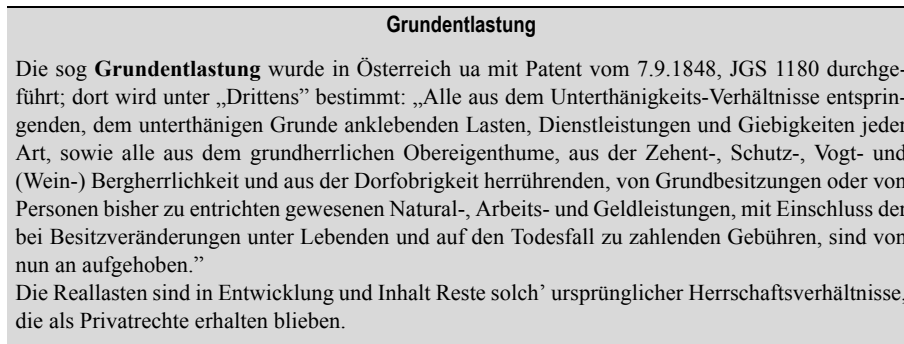 Grundentlastung
Die sog Grundentlastung wurde in Österreich ua mit Patent vom 7.9.1848, JGS 1180 durchge-
führt; dort wird unter „Drittens” bestimmt: „Alle aus dem Unterthänigkeits-Verhältnisse entsprin-
genden, dem unterthänigen Grunde anklebenden Lasten, Dienstleistungen und Giebigkeiten jeder
Art, sowie alle aus dem grundherrlichen Obereigenthume, aus der Zehent-, Schutz-, Vogt- und
(Wein-) Bergherrlichkeit und aus der Dorfobrigkeit herrührenden, von Grundbesitzungen oder von
Personen bisher zu entrichten gewesenen Natural-, Arbeits- und Geldleistungen, mit Einschluss der
bei Besitzveränderungen unter Lebenden und auf den Todesfall zu zahlenden Gebühren, sind von
nun an aufgehoben.”
Die Reallasten sind in Entwicklung und Inhalt Reste solch’ ursprünglicher Herrschaftsverhältnisse,
die als Privatrechte erhalten blieben.